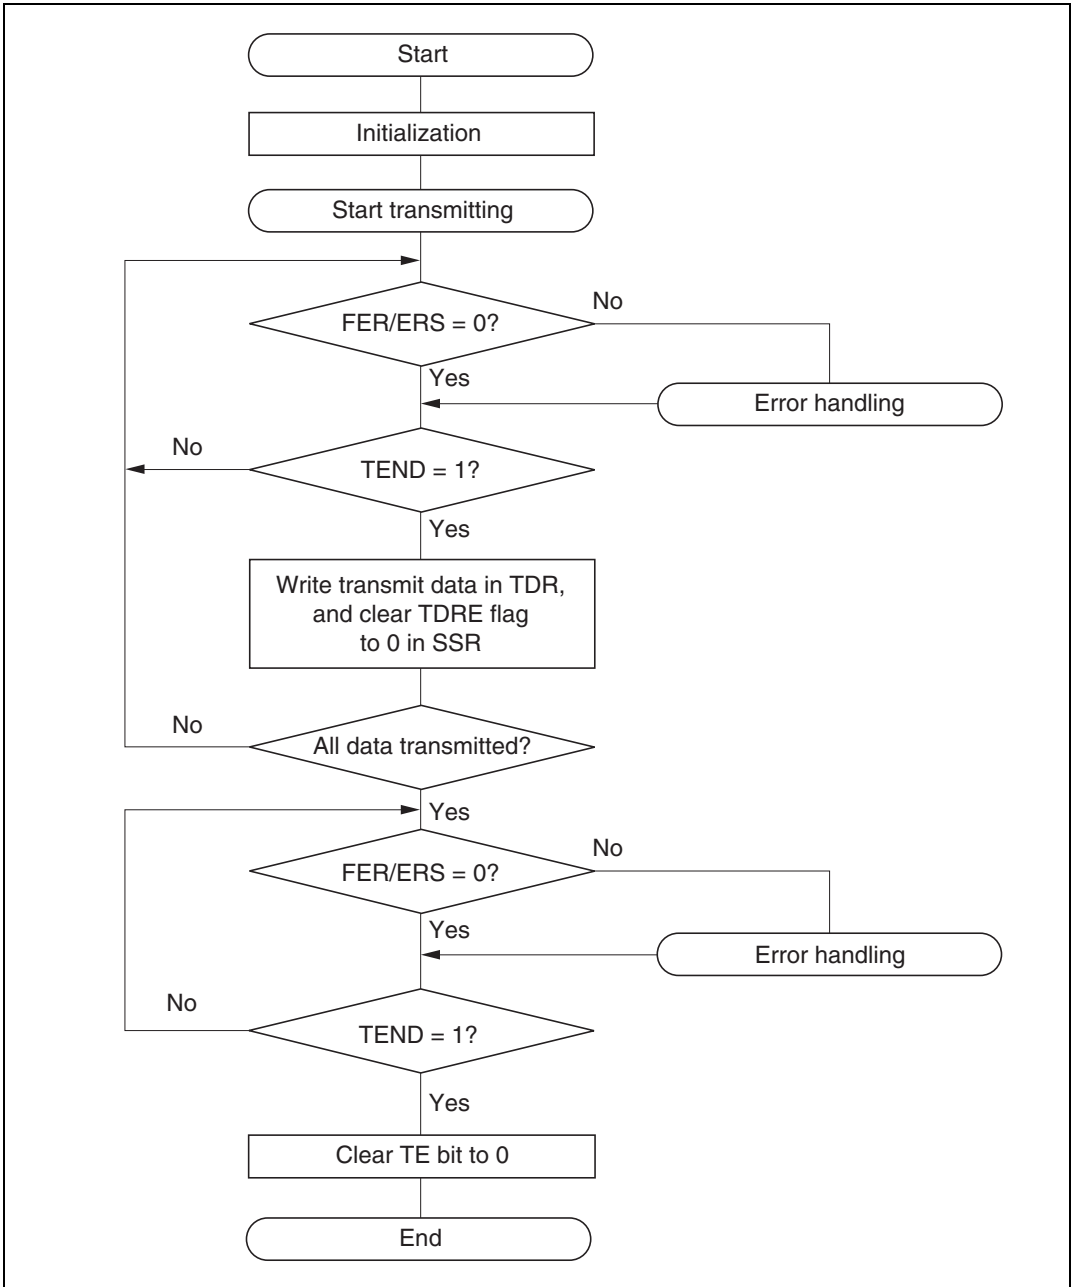 Start
Initialization
Start transmitting
FER/ERS = 0?
No
Yes
Error handling
No
TEND = 1?
Yes
Write transmit data in TDR,
and clear TDRE flag
to 0 in SSR
No
All data transmitted?
Yes
FER/ERS = 0?
No
Yes
Error handling
No
TEND = 1?
Yes
Clear TE bit to 0
End